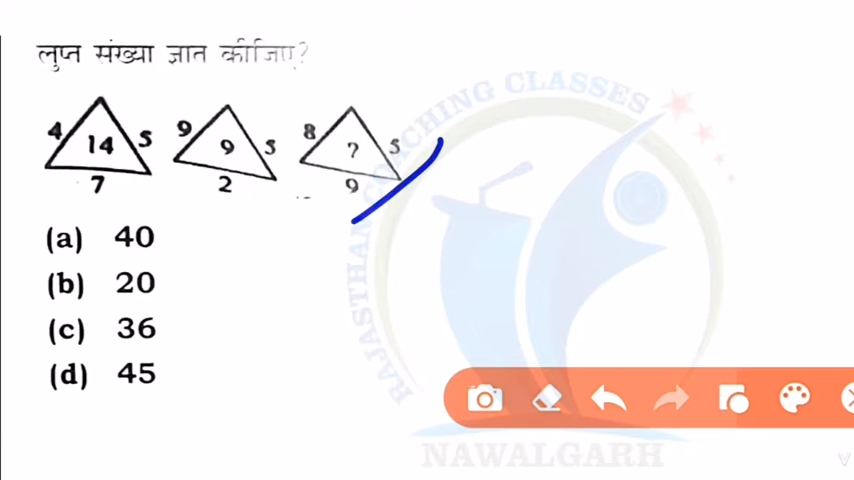 लुप्त संख्या ज्ञात कीजिए?
4 14 5 9 9 5 8 ? 5
7 2 9
(a) 40
(b) 20
(c) 36
(d) 45
RAJASTHAN COACHING CLASSES
NAWALGARH